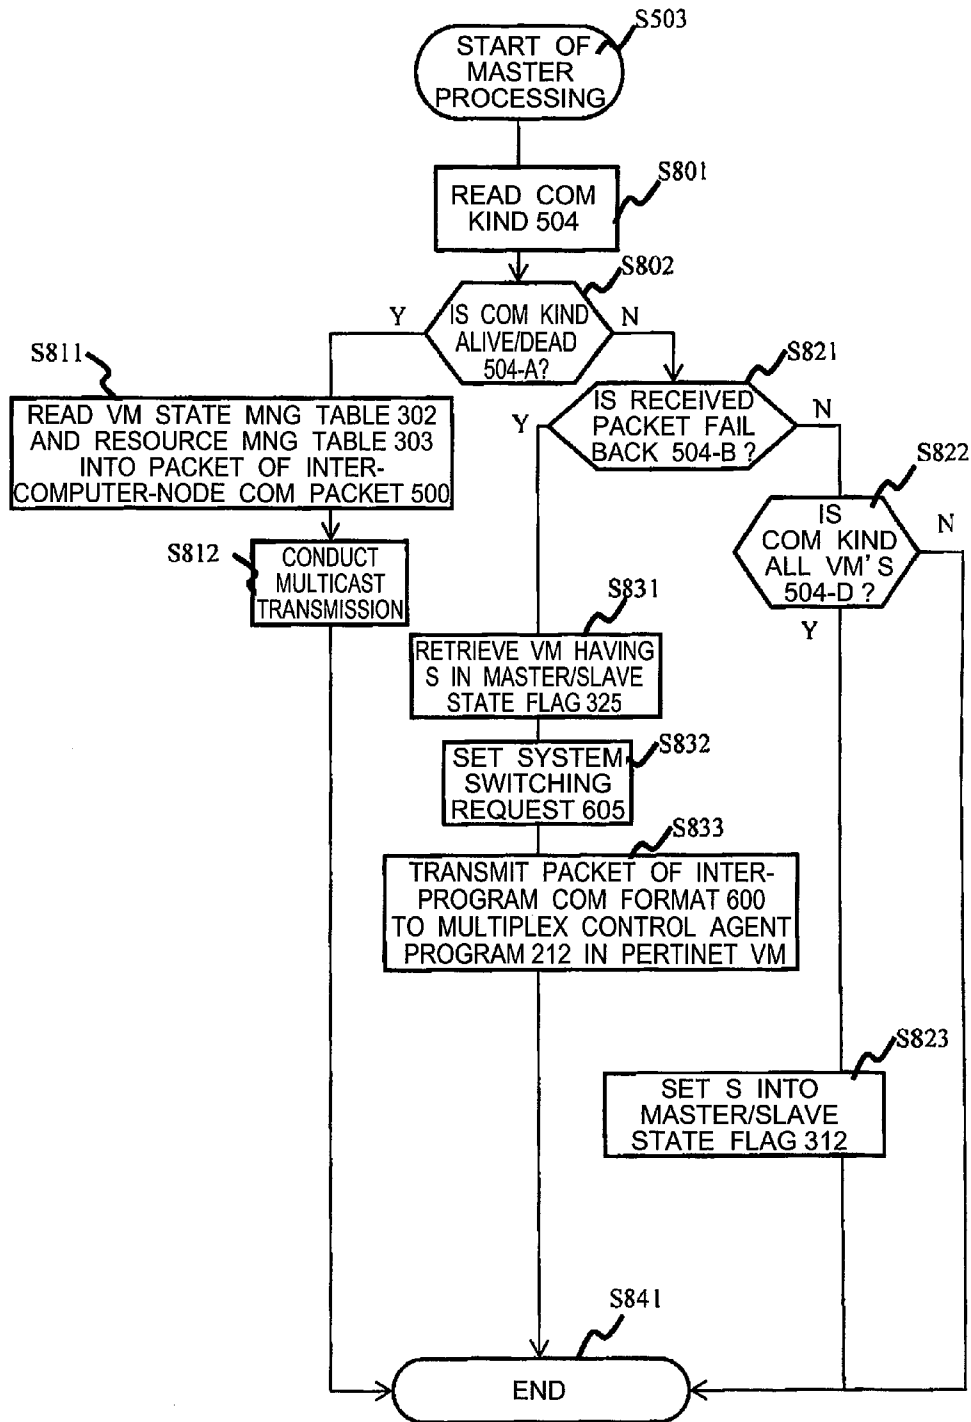 S503
START OF
MASTER
PROCESSING
S801
READ COM
KIND 504
S802
Y
IS COM KIND
ALIVE/DEAD
504-A?
N
S811
READ VM STATE MNG TABLE 302
AND RESOURCE MNG TABLE 303
INTO PACKET OF INTER-
COMPUTER-NODE COM PACKET 500
S821
Y
IS RECEIVED
PACKET FAIL
BACK 504-B ?
N
S822
IS
COM KIND
ALL VM'S
504-D ?
N
Y
S812
CONDUCT
MULTICAST
TRANSMISSION
S831
RETRIEVE VM HAVING
S IN MASTER/SLAVE
STATE FLAG 325
S832
SET SYSTEM
SWITCHING
REQUEST 605
S833
TRANSMIT PACKET OF INTER-
PROGRAM COM FORMAT 600
TO MULTIPLEX CONTROL AGENT
PROGRAM 212 IN PERTINET VM
S823
SET S INTO
MASTER/SLAVE
STATE FLAG 312
S841
END